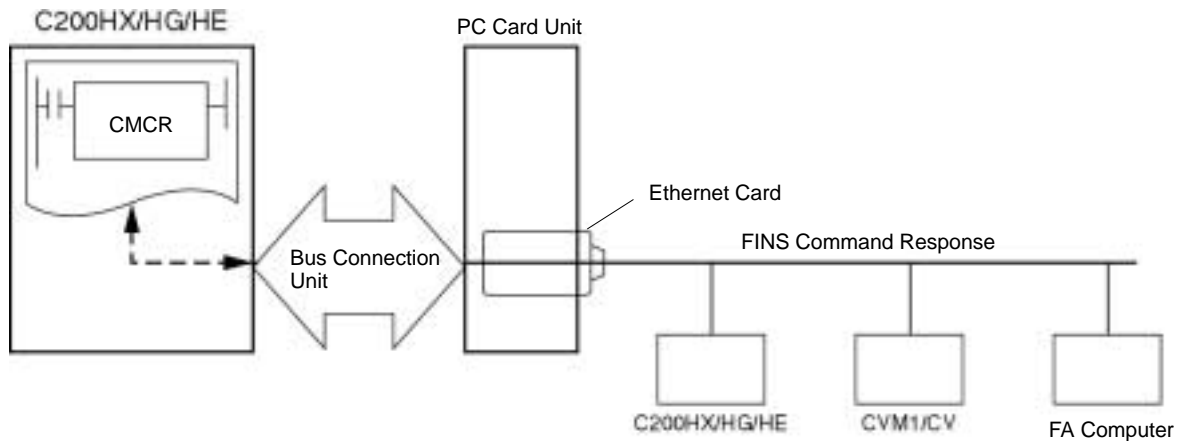 C200HX/HG/HE
PC Card Unit
CMCR
Ethernet Card
FINS Command Response
Bus Connection
Unit
C200HX/HG/HE
CVM1/CV
FA Computer